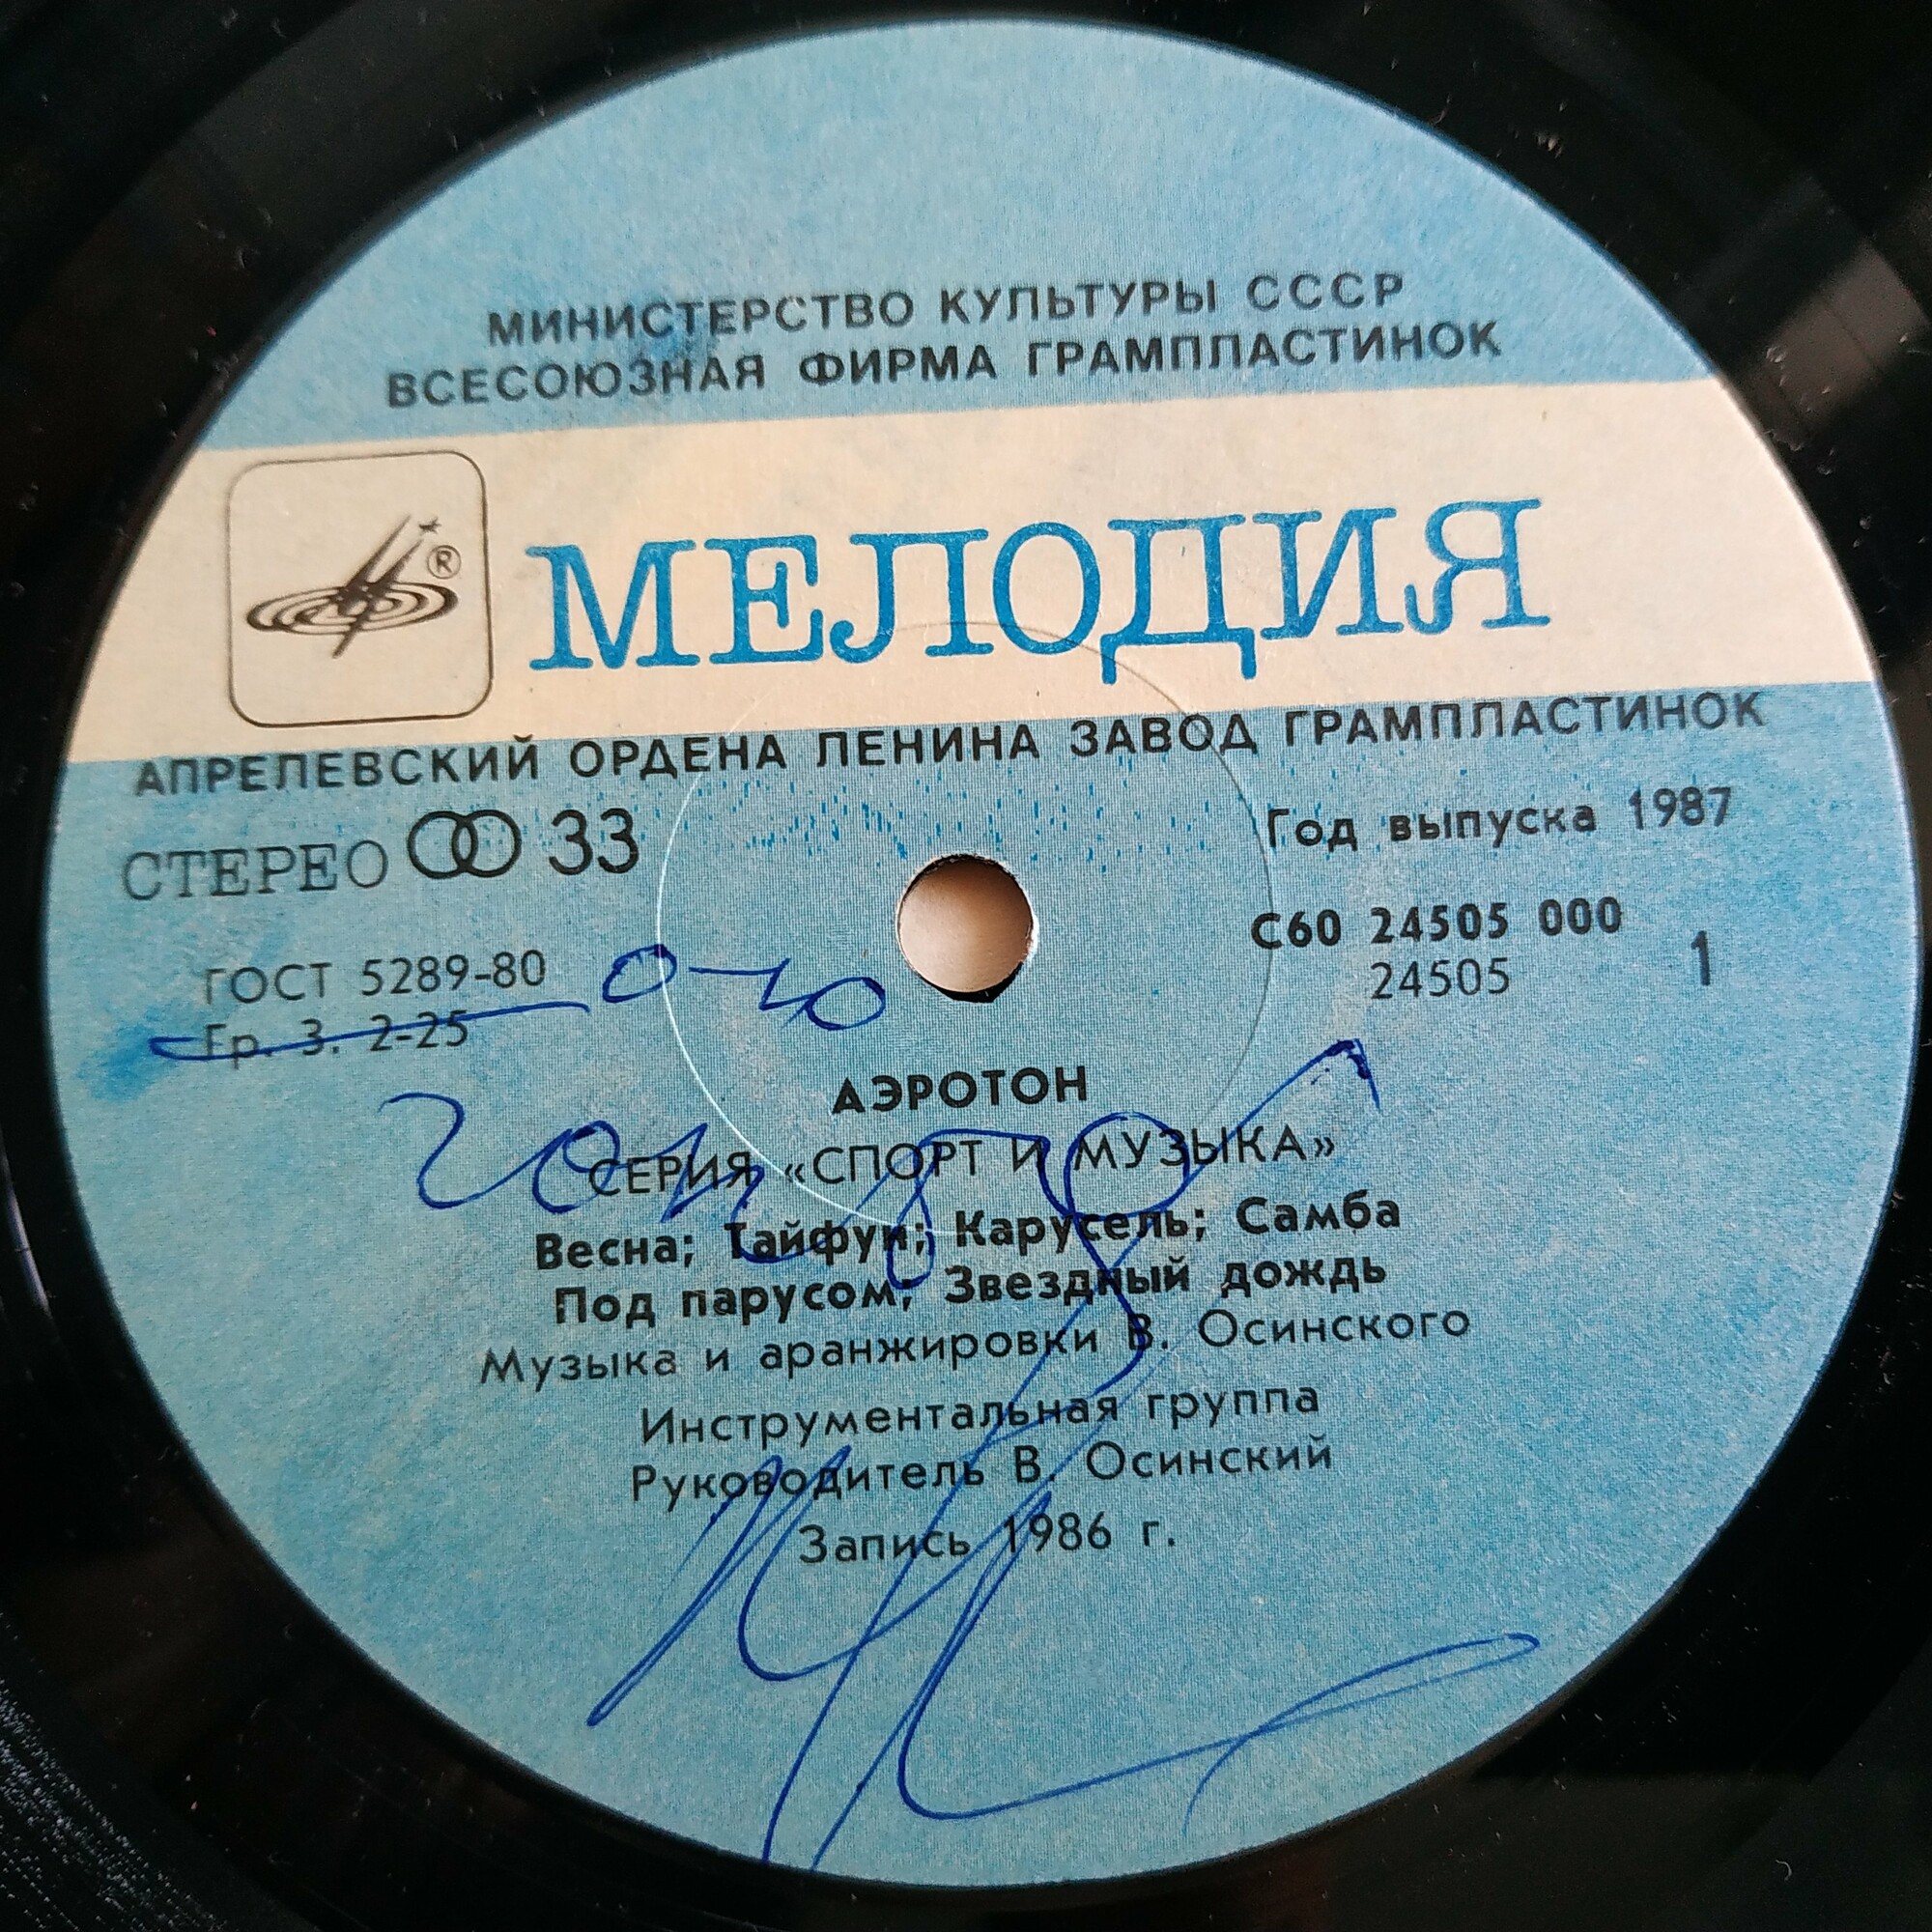 МИНИСТЕРСТВО КУЛЬТУРЫ СССР
ВСЕСОЮЗНАЯ ФИРМА ГРАМПЛАСТИНОК
®
МЕЛОДИЯ
АПРЕЛЕВСКИЙ ОРДЕНА ЛЕНИНА ЗАВОД ГРАМПЛАСТИНОК
СТЕРЕО 33
Год выпуска 1987
ГОСТ 5289-80
Гр. 3. 2-25
0-10
С60 24505 000
24505
1
АЭРОТОН
СЕРИЯ «СПОРТ И МУЗЫКА»
Весна; Тайфун; Карусель; Самба
Под парусом; Звездный дождь
Музыка и аранжировки В. Осинского
Инструментальная группа
Руководитель В. Осинский
Запись 1986 г.